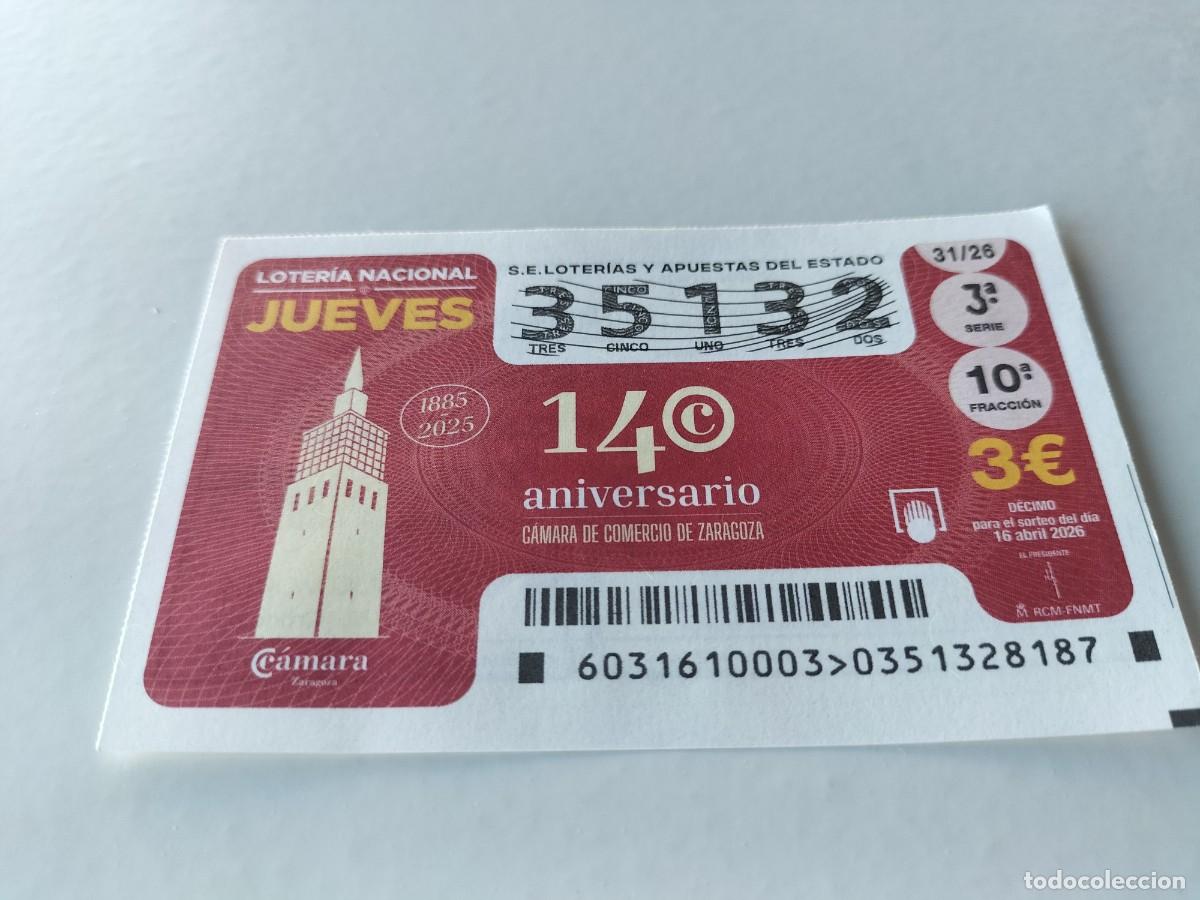 LOTERÍA NACIONAL
JUEVES
S.E.LOTERÍAS Y APUESTAS DEL ESTADO
35132
TRES CINCO UNO TRES DOS
31/26
3ª
SERIE
10ª
FRACCIÓN
3€
DÉCIMO
para el sorteo del día
16 abril 2026
EL PRESIDENTE
RCM-FNMT
1885
2025
140
aniversario
CÁMARA DE COMERCIO DE ZARAGOZA
cámara
Zaragoza
6031610003>0351328187
todocoleccion